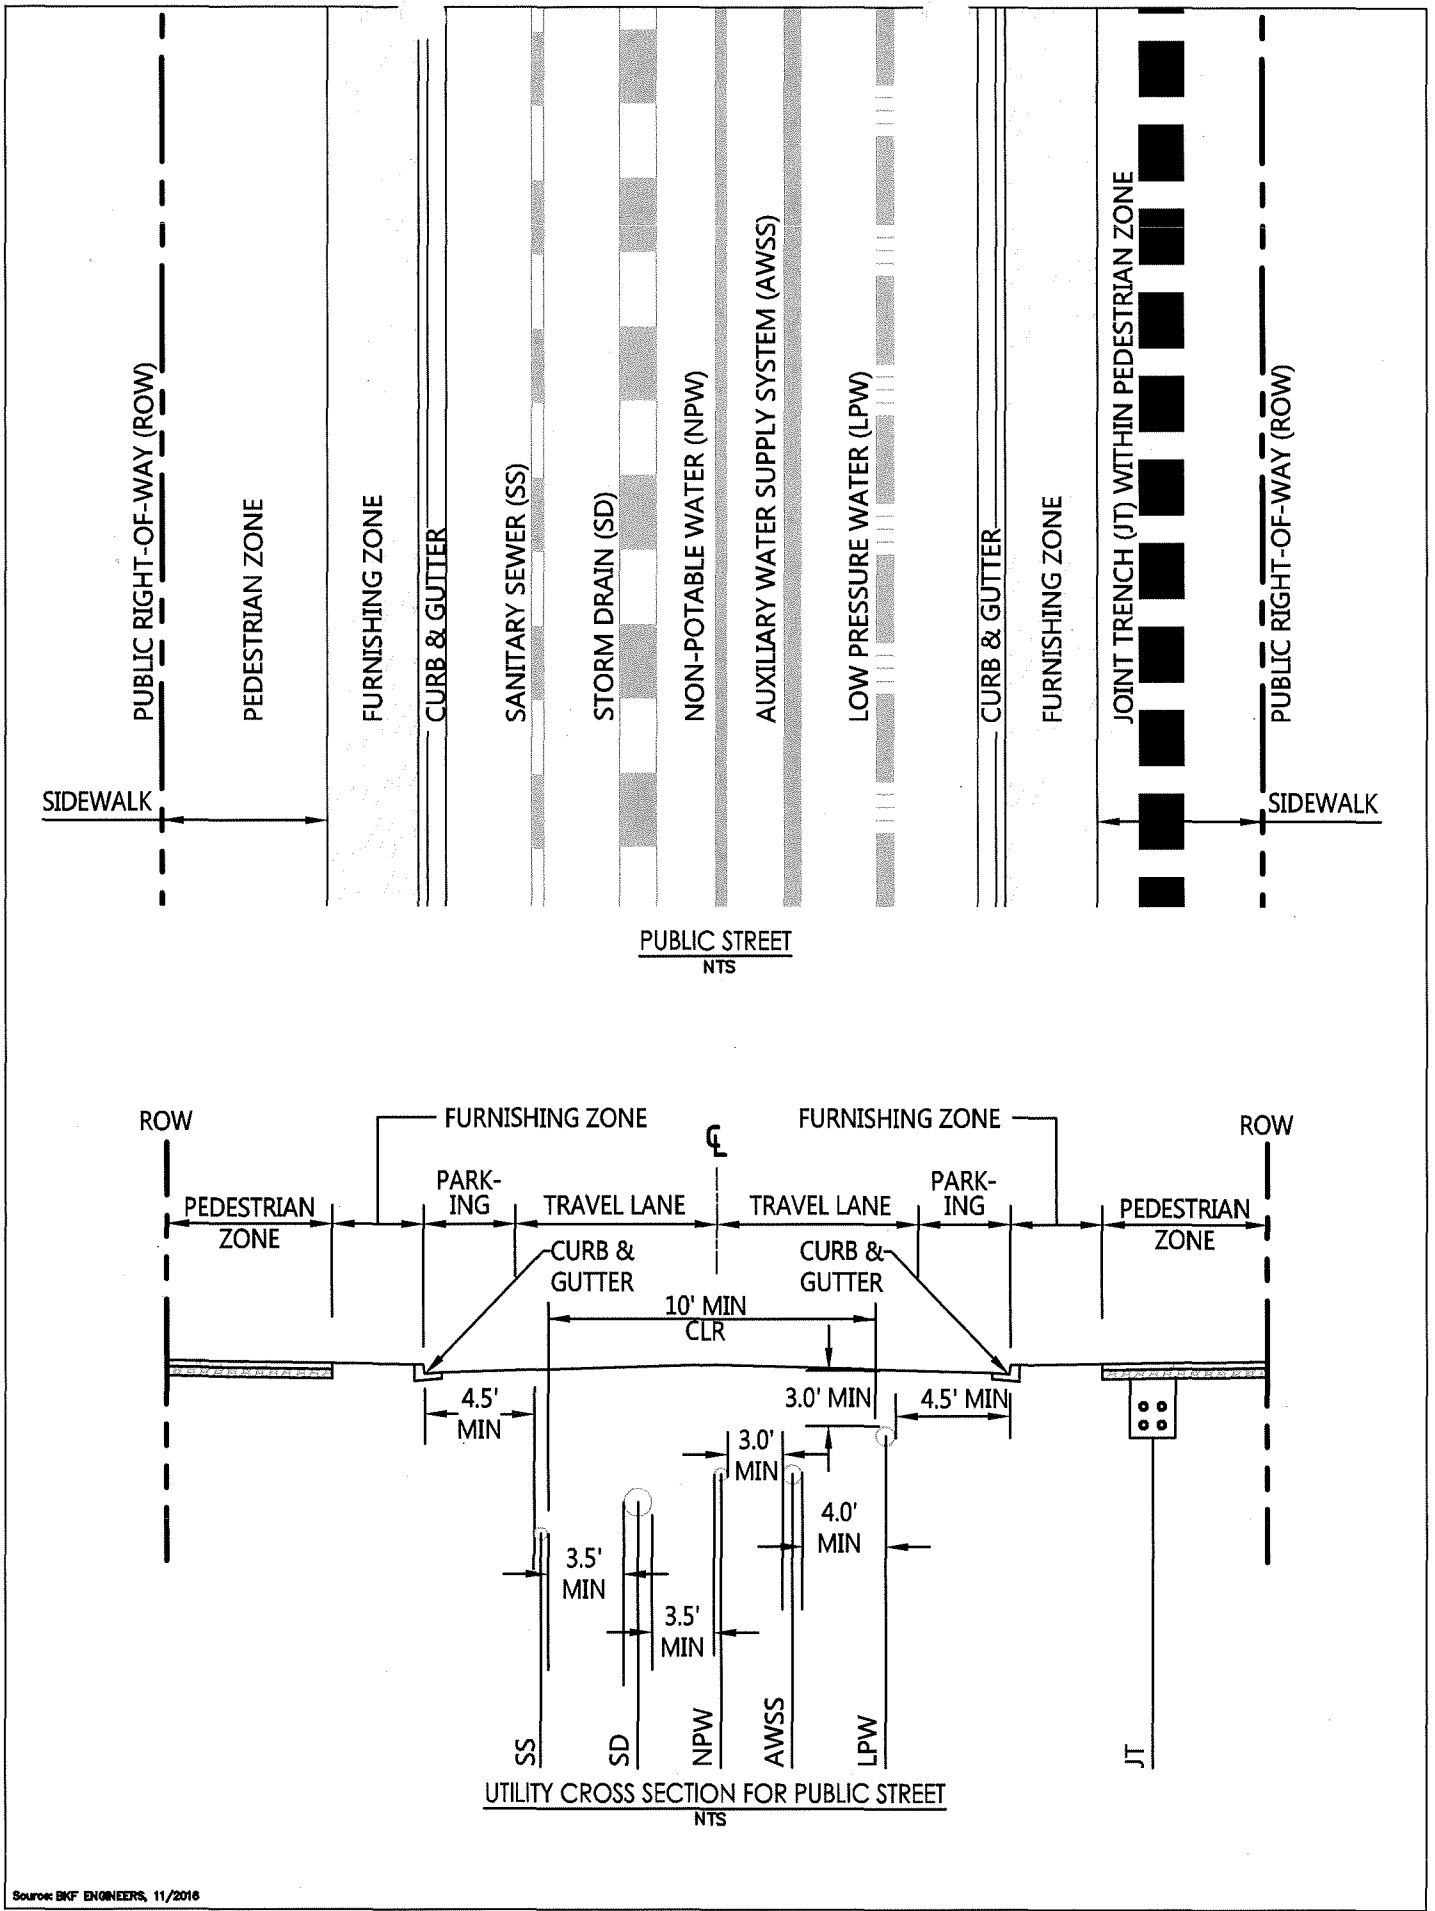 PUBLIC RIGHT-OF-WAY (ROW)
PEDESTRIAN ZONE
FURNISHING ZONE
CURB & GUTTER
SANITARY SEWER (SS)
STORM DRAIN (SD)
NON-POTABLE WATER (NPW)
AUXILIARY WATER SUPPLY SYSTEM (AWSS)
LOW PRESSURE WATER (LPW)
CURB & GUTTER
FURNISHING ZONE
JOINT TRENCH (JT) WITHIN PEDESTRIAN ZONE
PUBLIC RIGHT-OF-WAY (ROW)
SIDEWALK
SIDEWALK
PUBLIC STREET
NTS
ROW
FURNISHING ZONE
℄
FURNISHING ZONE
ROW
PEDESTRIAN
ZONE
PARK-
ING
TRAVEL LANE
TRAVEL LANE
PARK-
ING
PEDESTRIAN
ZONE
CURB &
GUTTER
CURB &
GUTTER
10' MIN
CLR
4.5'
MIN
3.0' MIN
4.5' MIN
3.0'
MIN
4.0'
MIN
3.5'
MIN
3.5'
MIN
SS
SD
NPW
AWSS
LPW
JT
UTILITY CROSS SECTION FOR PUBLIC STREET
NTS
Source: BKF ENGINEERS, 11/2016